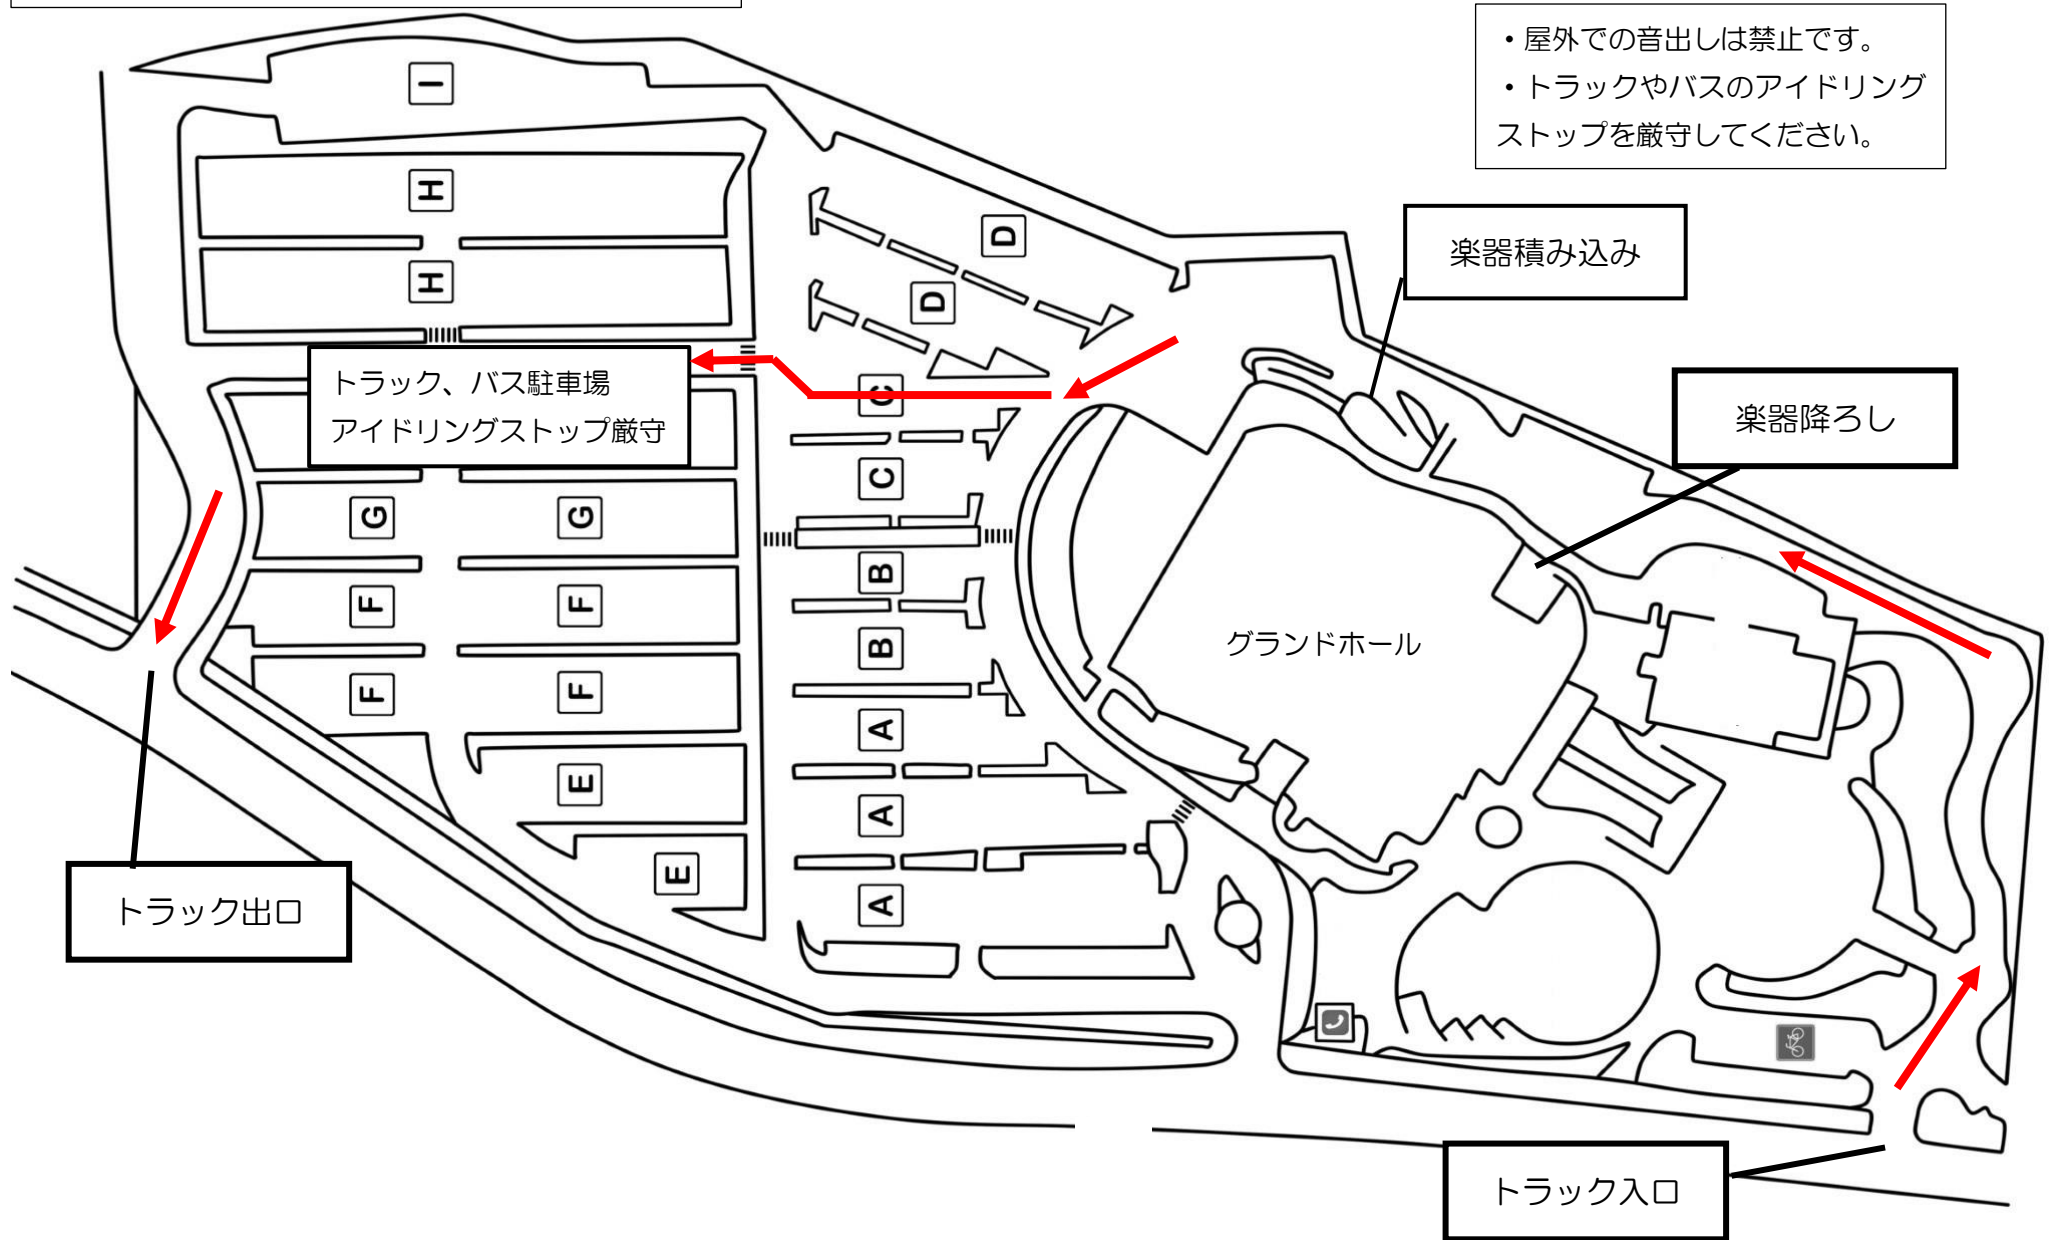 ・屋外での音出しは禁止です。
・トラックやバスのアイドリング
ストップを厳守してください。
楽器積み込み
楽器降ろし
I
H
H
D
D
トラック、バス駐車場
アイドリングストップ厳守
C
C
G
G
B
F
F
B
F
F
A
E
A
E
A
グランドホール
トラック出口
トラック入口